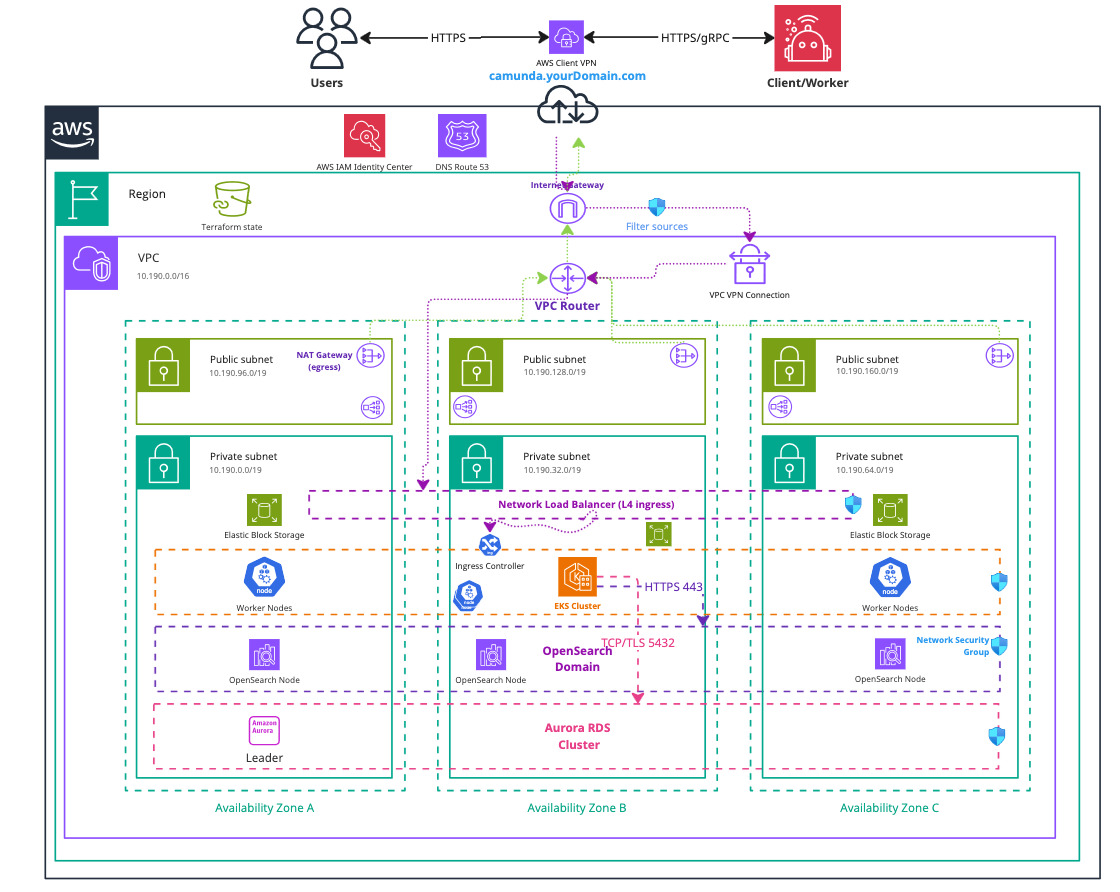 HTTPS
HTTPS/gRPC
AWS Client VPN
Users
camunda.yourDomain.com
Client/Worker
aws
53
AWS IAM Identity Center
DNS Route 53
Region
Internet Gateway
Terraform state
Filter sources
VPC
10.190.0.0/16
VPC VPN Connection
VPC Router
Public subnet
10.190.96.0/19
NAT Gateway
(egress)
Public subnet
10.190.128.0/19
Public subnet
10.190.160.0/19
Private subnet
10.190.0.0/19
Private subnet
10.190.32.0/19
Private subnet
10.190.64.0/19
Network Load Balancer (L4 ingress)
Elastic Block Storage
Elastic Block Storage
Ingress Controller
node
Worker Nodes
EKS Cluster
HTTPS 443
node
Worker Nodes
TCP/TLS 5432
OpenSearch
Domain
Network Security
Group
OpenSearch Node
OpenSearch Node
OpenSearch Node
Amazon
Aurora
Leader
Aurora RDS
Cluster
Availability Zone A
Availability Zone B
Availability Zone C